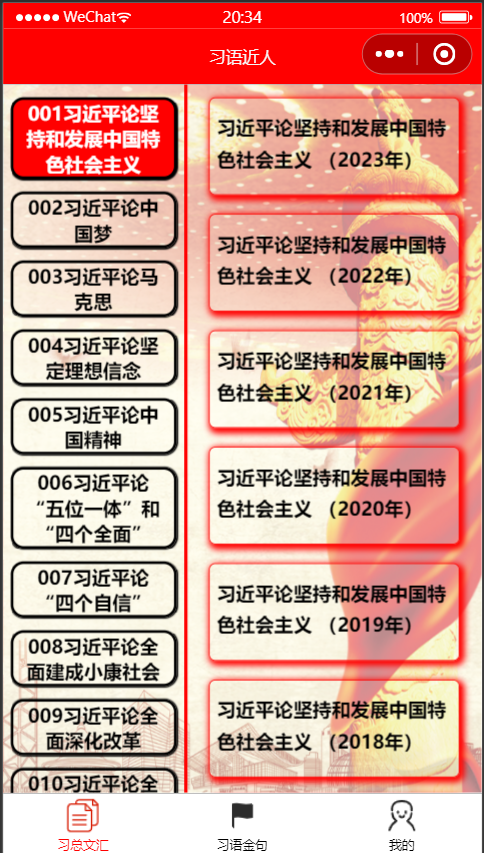 WeChat
20:34
100%
习语近人
001习近平论坚
持和发展中国特
色社会主义
002习近平论中
国梦
003习近平论马
克思
004习近平论坚
定理想信念
005习近平论中
国精神
006习近平论
“五位一体”和
“四个全面”
007习近平论
“四个自信”
008习近平论全
面建成小康社会
009习近平论全
面深化改革
010习近平论全
习近平论坚持和发展中国特
色社会主义 （2023年）
习近平论坚持和发展中国特
色社会主义 （2022年）
习近平论坚持和发展中国特
色社会主义 （2021年）
习近平论坚持和发展中国特
色社会主义 （2020年）
习近平论坚持和发展中国特
色社会主义 （2019年）
习近平论坚持和发展中国特
色社会主义 （2018年）
习总文汇
习语金句
我的